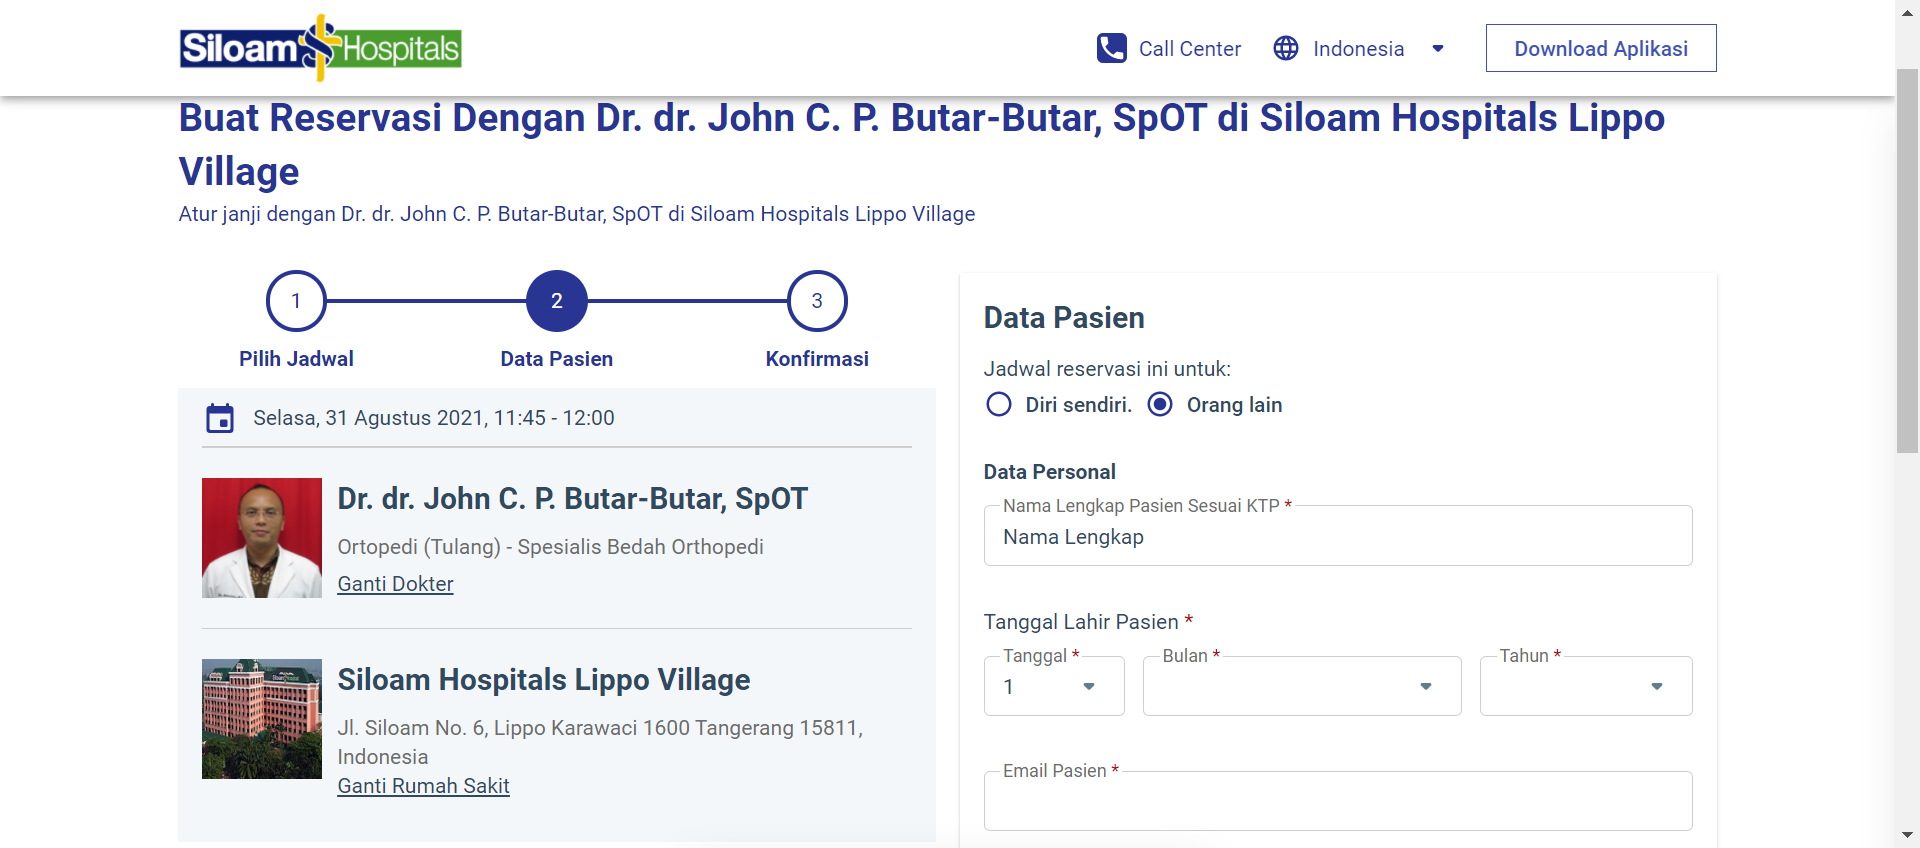 Siloam Hospitals
Call Center
Indonesia
Download Aplikasi
Buat Reservasi Dengan Dr. dr. John C. P. Butar-Butar, SpOT di Siloam Hospitals Lippo
Village
Atur janji dengan Dr. dr. John C. P. Butar-Butar, SpOT di Siloam Hospitals Lippo Village
1
2
3
Pilih Jadwal
Data Pasien
Konfirmasi
Selasa, 31 Agustus 2021, 11:45 - 12:00
Dr. dr. John C. P. Butar-Butar, SpOT
Ortopedi (Tulang) - Spesialis Bedah Orthopedi
Ganti Dokter
Siloam Hospitals Lippo Village
Jl. Siloam No. 6, Lippo Karawaci 1600 Tangerang 15811,
Indonesia
Ganti Rumah Sakit
Data Pasien
Jadwal reservasi ini untuk:
Diri sendiri.
Orang lain
Data Personal
Nama Lengkap Pasien Sesuai KTP *
Nama Lengkap
Tanggal Lahir Pasien *
Tanggal *
Bulan *
Tahun *
1
Email Pasien *